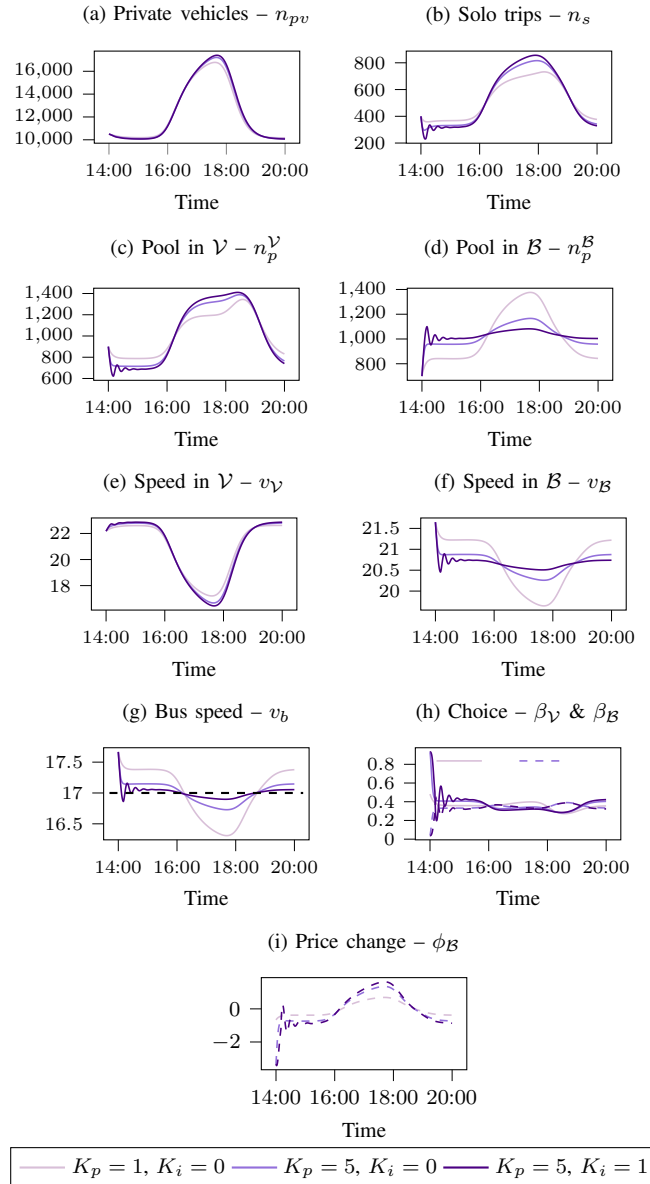 (a) Private vehicles – n_pv
(b) Solo trips – n_s
16,000
14,000
12,000
10,000
14:00 16:00 18:00 20:00
Time
800
600
400
200
14:00 16:00 18:00 20:00
Time
(c) Pool in 𝒱 – n_p^𝒱
(d) Pool in ℬ – n_p^ℬ
1,400
1,200
1,000
800
600
14:00 16:00 18:00 20:00
Time
1,400
1,200
1,000
800
14:00 16:00 18:00 20:00
Time
(e) Speed in 𝒱 – v_𝒱
(f) Speed in ℬ – v_ℬ
22
20
18
14:00 16:00 18:00 20:00
Time
21.5
21
20.5
20
14:00 16:00 18:00 20:00
Time
(g) Bus speed – v_b
(h) Choice – β_𝒱 & β_ℬ
17.5
17
16.5
14:00 16:00 18:00 20:00
Time
0.8
0.6
0.4
0.2
0
14:00 16:00 18:00 20:00
Time
(i) Price change – ϕ_ℬ
0
−2
14:00 16:00 18:00 20:00
Time
K_p = 1, K_i = 0 K_p = 5, K_i = 0 K_p = 5, K_i = 1